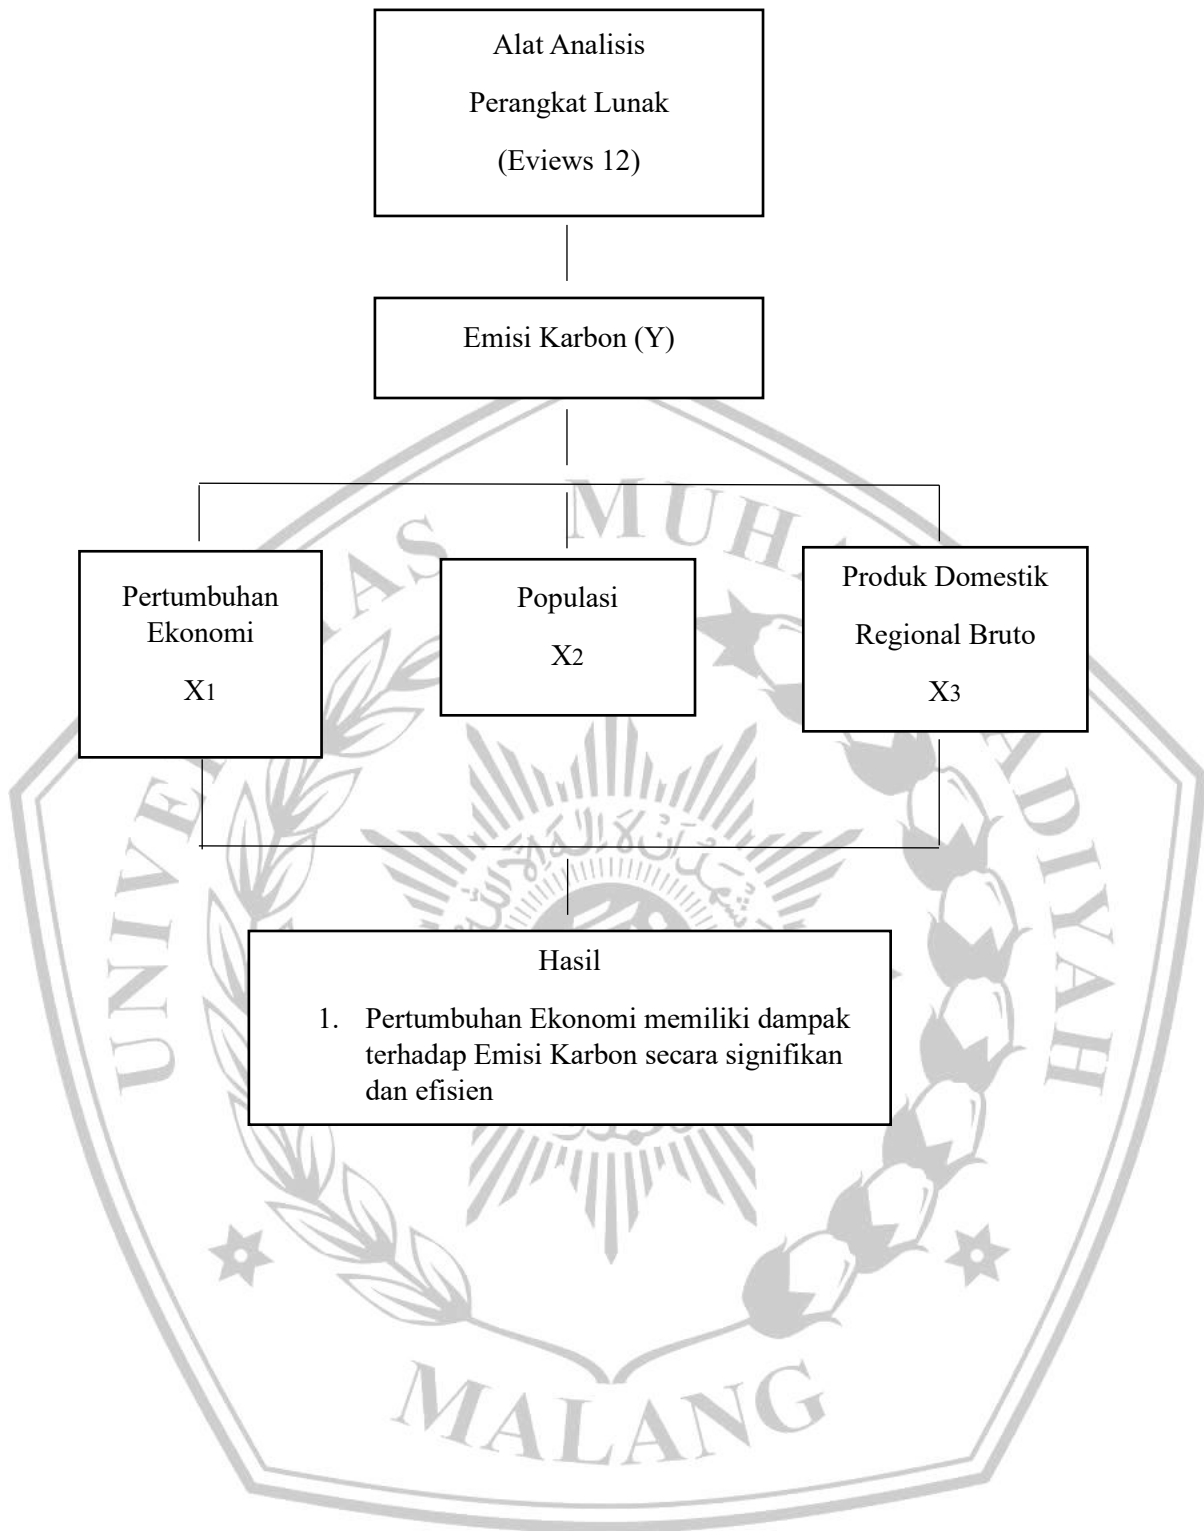 Alat Analisis
Perangkat Lunak
(Eviews 12)
Emisi Karbon (Y)
Pertumbuhan
Ekonomi
X1
Populasi
X2
Produk Domestik
Regional Bruto
X3
Hasil
1. Pertumbuhan Ekonomi memiliki dampak
terhadap Emisi Karbon secara signifikan
dan efisien
MALANG